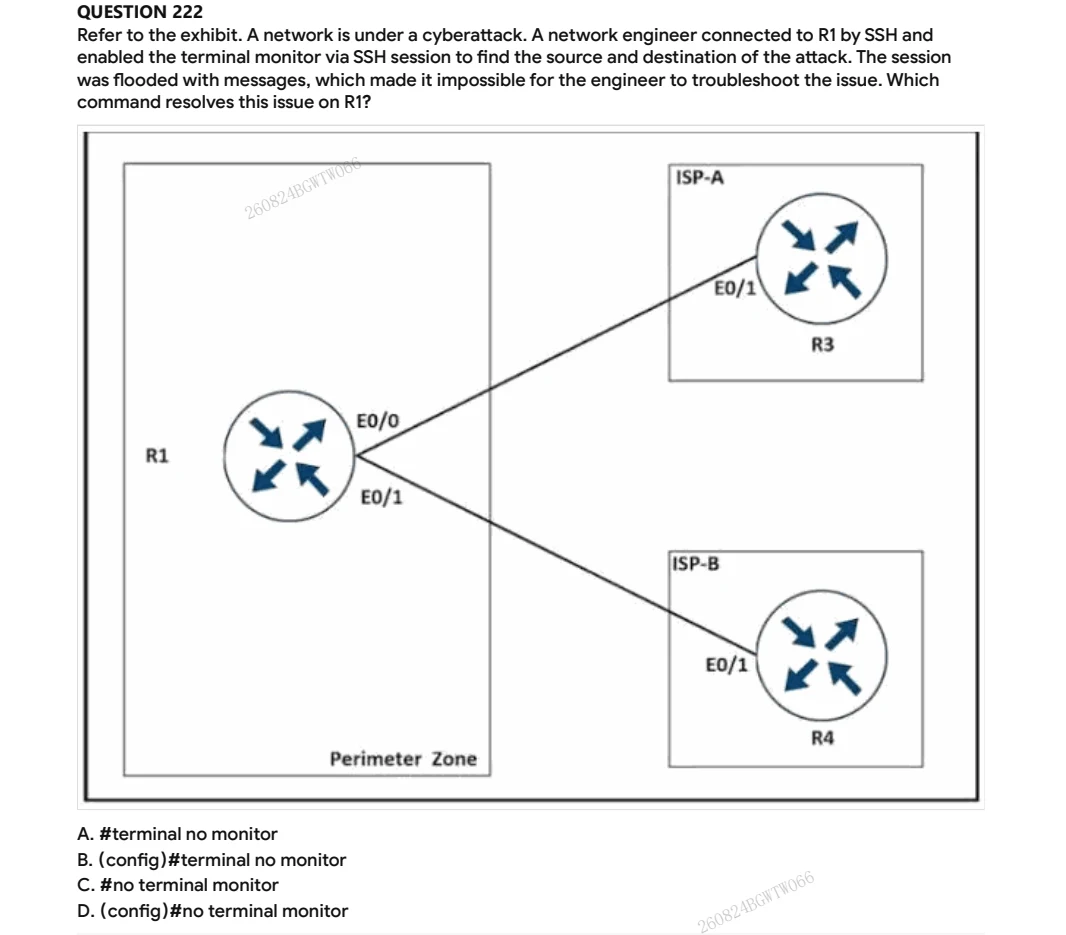 QUESTION 222
Refer to the exhibit. A network is under a cyberattack. A network engineer connected to R1 by SSH and
enabled the terminal monitor via SSH session to find the source and destination of the attack. The session
was flooded with messages, which made it impossible for the engineer to troubleshoot the issue. Which
command resolves this issue on R1?
260824BGWTW066
ISP-A
E0/1
R3
E0/0
R1
E0/1
ISP-B
E0/1
R4
Perimeter Zone
A. #terminal no monitor
B. (config)#terminal no monitor
C. #no terminal monitor
D. (config)#no terminal monitor
260824BGWTW066